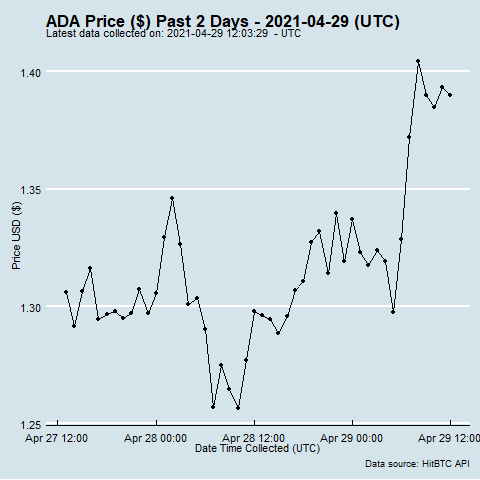 ADA Price ($) Past 2 Days - 2021-04-29 (UTC)
Latest data collected on: 2021-04-29 12:03:29  - UTC
1.40
1.35
1.30
1.25
Price USD ($)
Apr 27 12:00 Apr 28 00:00 Apr 28 12:00 Apr 29 00:00 Apr 29 12:00
Date Time Collected (UTC)
Data source: HitBTC API